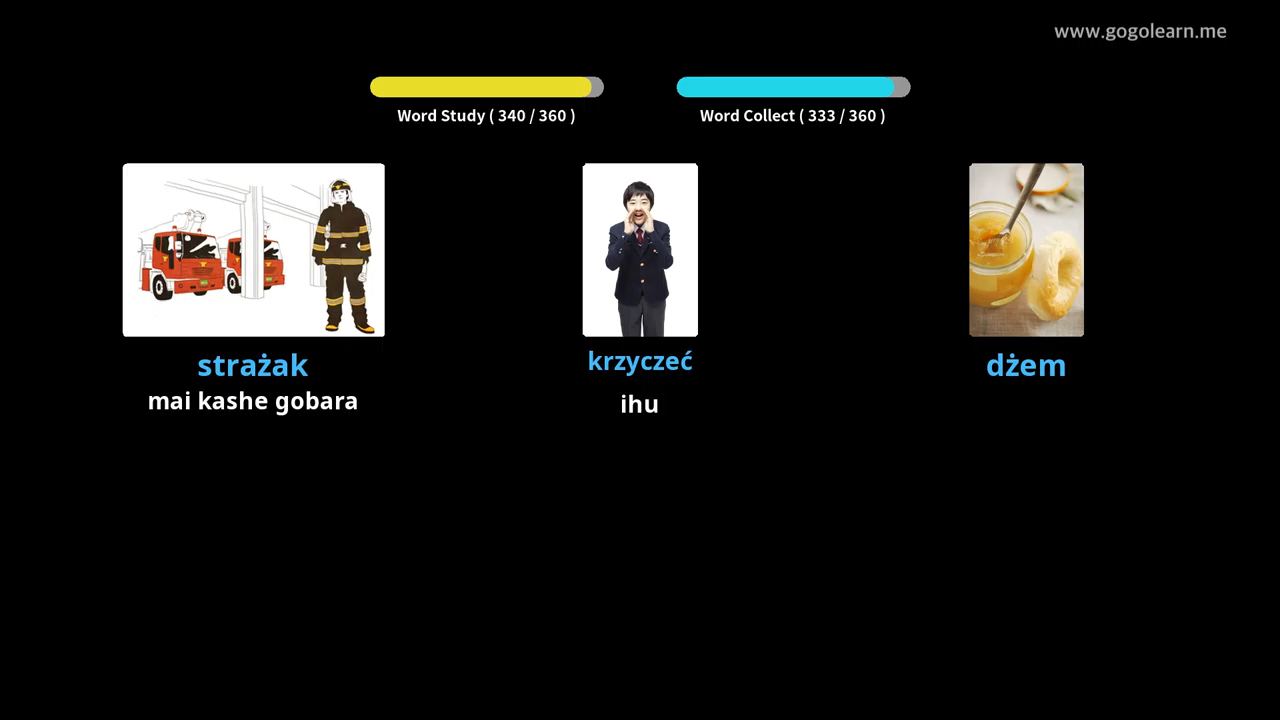 www.gogolearn.me
Word Study ( 340 / 360 )
Word Collect ( 333 / 360 )
strażak
mai kashe gobara
krzyczeć
ihu
dżem